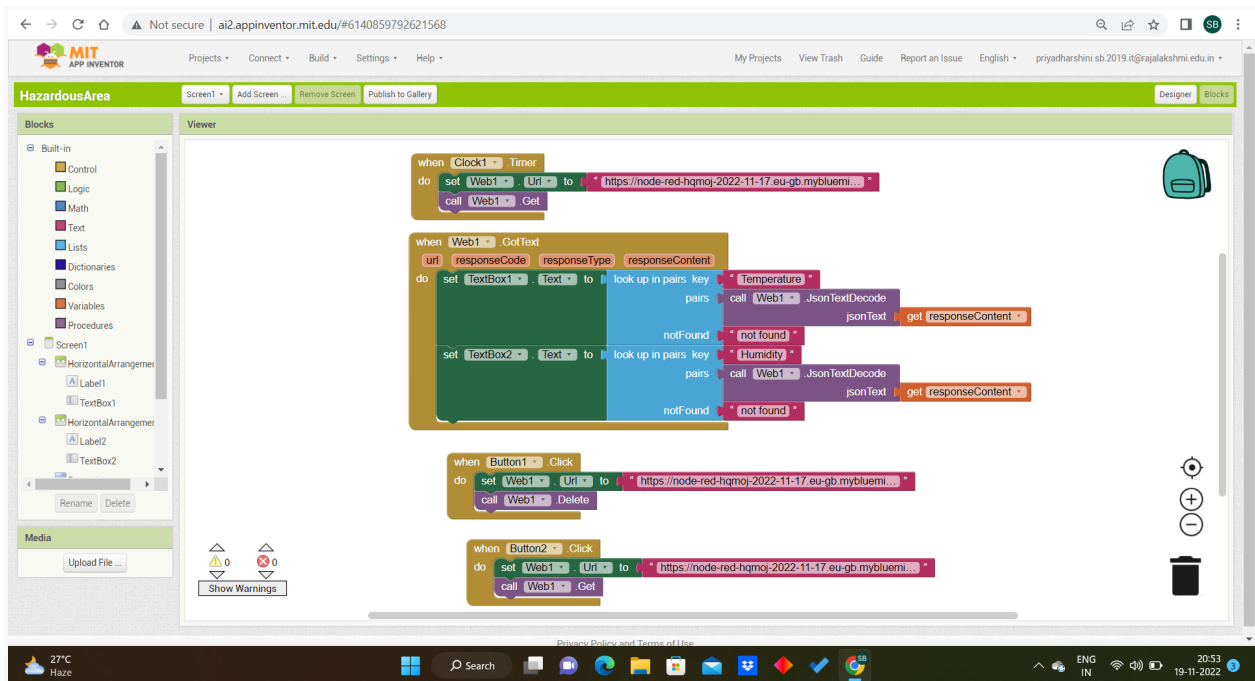 Not secure | ai2.appinventor.mit.edu/#6140859792621568 SB
MIT APP INVENTOR Projects Connect Build Settings Help My Projects View Trash Guide Report an Issue English priyadharshini.sb.2019.it@rajalakshmi.edu.in
HazardousArea Screen1 Add Screen ... Remove Screen Publish to Gallery Designer Blocks
Blocks
Built-in
Control
Logic
Math
Text
Lists
Dictionaries
Colors
Variables
Procedures
Screen1
HorizontalArrangemer
Label1
TextBox1
HorizontalArrangemer
Label2
TextBox2
Rename Delete
Media
Upload File ...
Viewer
when Clock1 .Timer
do set Web1 . Url to " https://node-red-hqmoj-2022-11-17.eu-gb.mybluemi... "
call Web1 .Get
when Web1 .GotText
url responseCode responseType responseContent
do set TextBox1 . Text to look up in pairs key " Temperature "
pairs call Web1 .JsonTextDecode
jsonText get responseContent
notFound " not found "
set TextBox2 . Text to look up in pairs key " Humidity "
pairs call Web1 .JsonTextDecode
jsonText get responseContent
notFound " not found "
when Button1 .Click
do set Web1 . Url to " https://node-red-hqmoj-2022-11-17.eu-gb.mybluemi... "
call Web1 .Delete
when Button2 .Click
do set Web1 . Url to " https://node-red-hqmoj-2022-11-17.eu-gb.mybluemi... "
call Web1 .Get
0 0
Show Warnings
Privacy Policy and Terms of Use
27°C
Haze
Search
SB
ENG
IN
20:53
19-11-2022
3